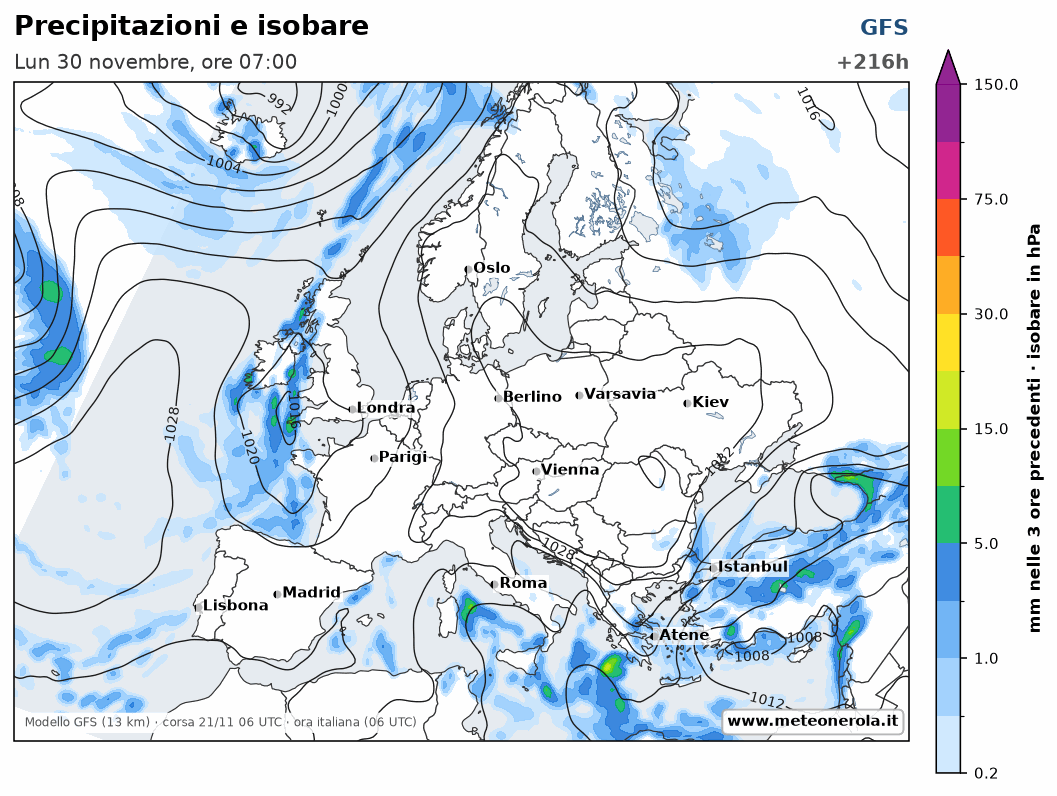 Precipitazioni e isobare
GFS
Lun 30 novembre, ore 07:00
+216h
992
1000
1016
1004
1028
1020
1016
1028
1008
1008
1012
Oslo
Berlino
Varsavia
Kiev
Londra
Parigi
Vienna
Istanbul
Roma
Madrid
Lisbona
Atene
Modello GFS (13 km) · corsa 21/11 06 UTC · ora italiana (06 UTC)
www.meteonerola.it
150.0
75.0
30.0
15.0
5.0
1.0
0.2
mm nelle 3 ore precedenti · isobare in hPa